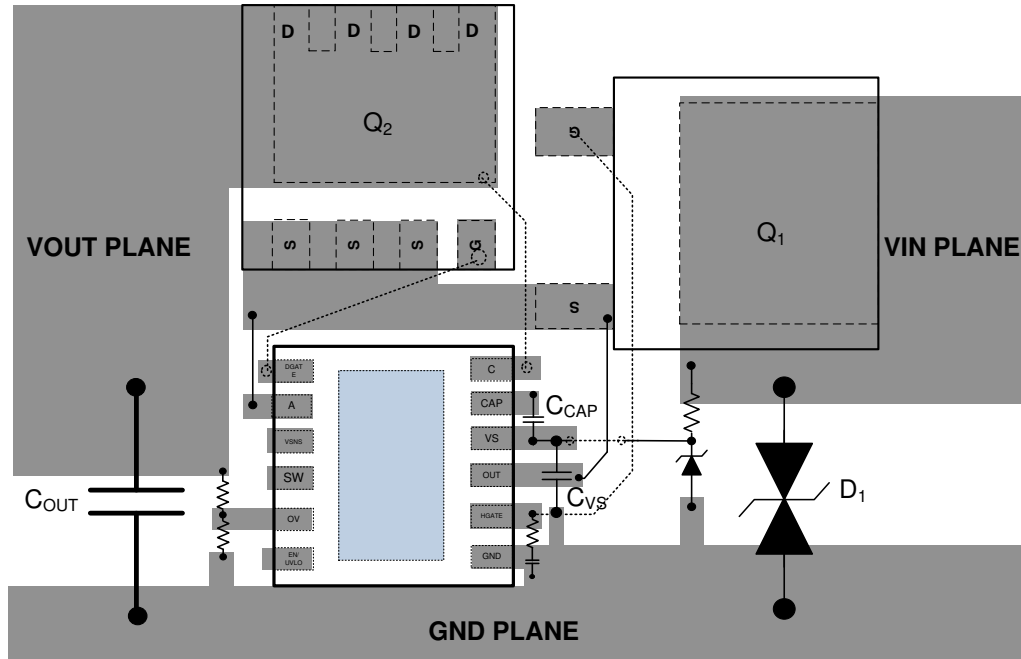 D D D D
Q2
G
S S S G
Q1
VOUT PLANE
VIN PLANE
S
DGAT
E
C
A
CAP
CCAP
VSNS
VS
SW
OUT
COUT
CVS
D1
OV
HGATE
EN/
UVLO
GND
GND PLANE